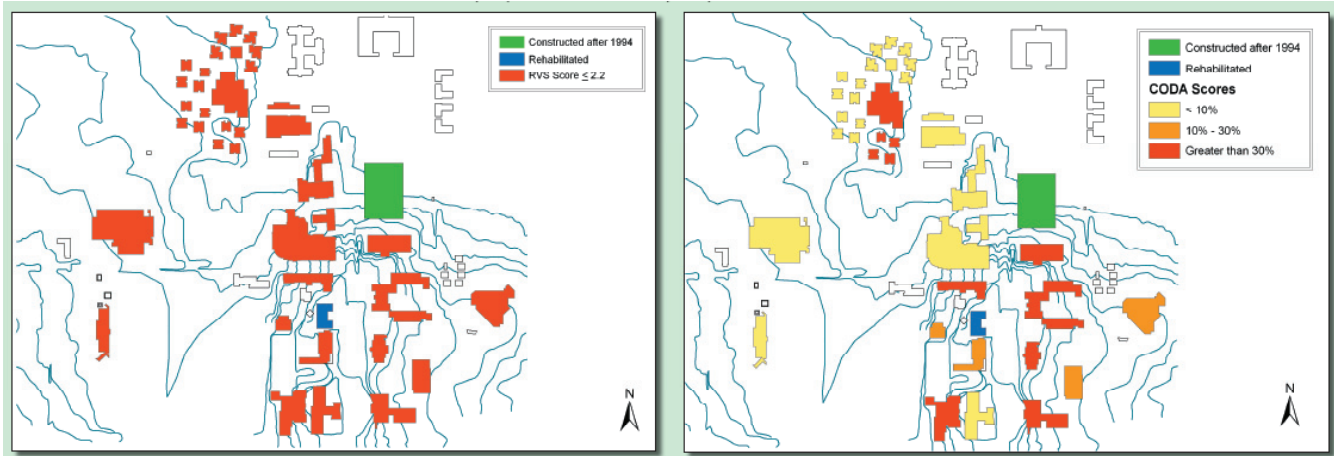 Constructed after 1994
Rehabilitated
RVS Score ≤ 2.2
N
Constructed after 1994
Rehabilitated
CODA Scores
< 10%
10% - 30%
Greater than 30%
N